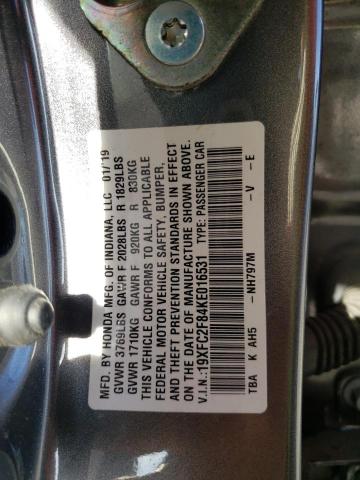 MFD. BY HONDA MFG. OF INDIANA, LLC 01/19
GVWR 3769LBS GAWR F 2028LBS R 1829LBS
GVWR 1710KG GAWR F 920KG R 830KG
THIS VEHICLE CONFORMS TO ALL APPLICABLE
FEDERAL MOTOR VEHICLE SAFETY, BUMPER,
AND THEFT PREVENTION STANDARDS IN EFFECT
ON THE DATE OF MANUFACTURE SHOWN ABOVE.
V.I.N.:19XFC2F84KE016531 TYPE: PASSENGER CAR
TBA K AH5 -NH797M -V -E